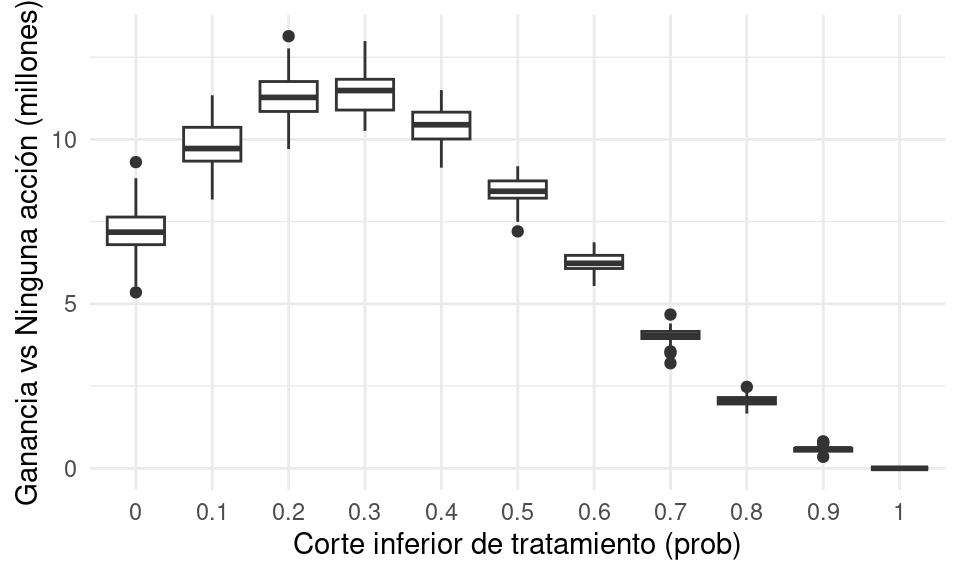 Ganancia vs Ninguna acción (millones)
10
5
0
0 0.1 0.2 0.3 0.4 0.5 0.6 0.7 0.8 0.9 1
Corte inferior de tratamiento (prob)